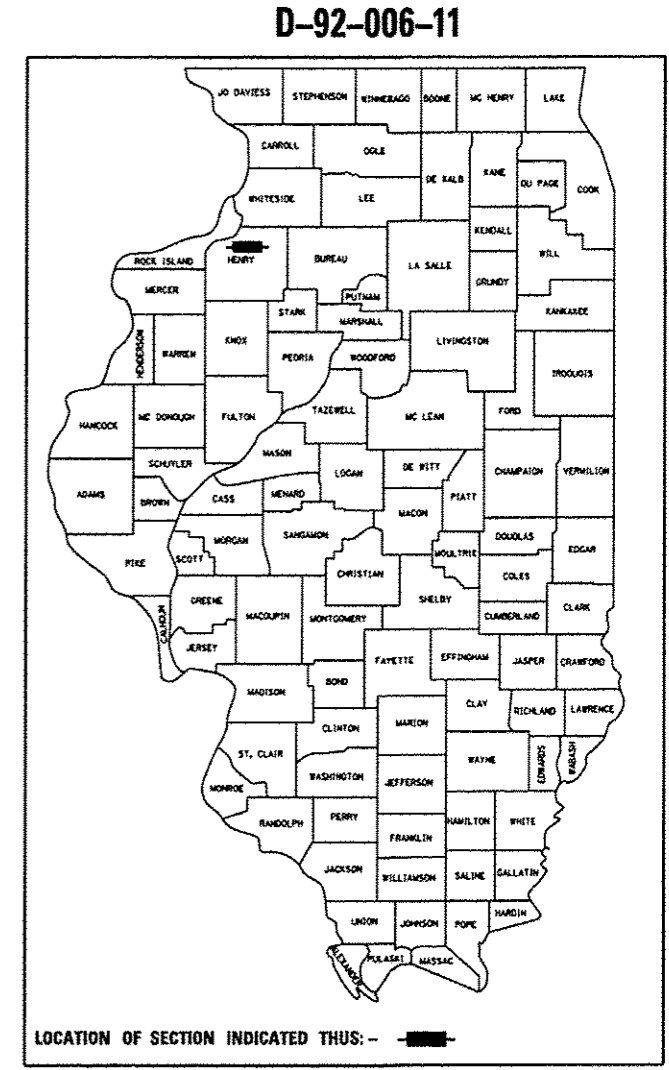 D-92-006-11
JO DAVIESS STEPHENSON WINNEBAGO BOONE MC HENRY LAKE
CARROLL OGLE DE KALB KANE DU PAGE COOK
WHITESIDE LEE
KENDALL WILL
ROCK ISLAND HENRY BUREAU LA SALLE GRUNDY
MERCER PUTNAM KANKAKEE
STARK MARSHALL
HENDERSON WARREN KNOX PEORIA WOODFORD LIVINGSTON IROQUOIS
HANCOCK MC DONOUGH FULTON TAZEWELL MC LEAN FORD
SCHUYLER MASON LOGAN DE WITT CHAMPAIGN VERMILION
ADAMS BROWN CASS MENARD MACON PIATT
PIKE SCOTT MORGAN SANGAMON CHRISTIAN MOULTRIE DOUGLAS EDGAR
COLES
CALHOUN GREENE MACOUPIN MONTGOMERY SHELBY CUMBERLAND CLARK
JERSEY FAYETTE EFFINGHAM JASPER CRAWFORD
MADISON BOND CLAY RICHLAND LAWRENCE
CLINTON MARION
ST. CLAIR WASHINGTON JEFFERSON WAYNE EDWARDS WABASH
MONROE
RANDOLPH PERRY FRANKLIN HAMILTON WHITE
JACKSON WILLIAMSON SALINE GALLATIN
UNION JOHNSON POPE HARDIN
ALEXANDER PULASKI MASSAC
LOCATION OF SECTION INDICATED THUS: -